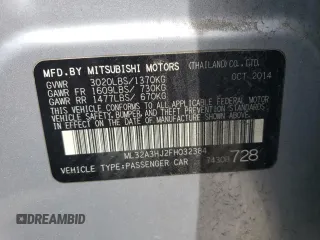 MFD.BY MITSUBISHI MOTORS (THAILAND) CO., LTD.
GVWR 3020LBS/1370KG OCT 2014
GAWR FR 1609LBS/ 730KG
GAWR RR 1477LBS/ 670KG
THIS VEHICLE CONFORMS TO ALL APPLICABLE
FEDERAL MOTOR VEHICLE SAFETY, BUMPER, AND
THEFT PREVENTION STANDARDS IN EFFECT ON THE DATE OF
MANUFACTURE SHOWN ABOVE.
ML32A3HJ2FH032384
VEHICLE TYPE:PASSENGER CAR 728
AUTOBIDMASTER